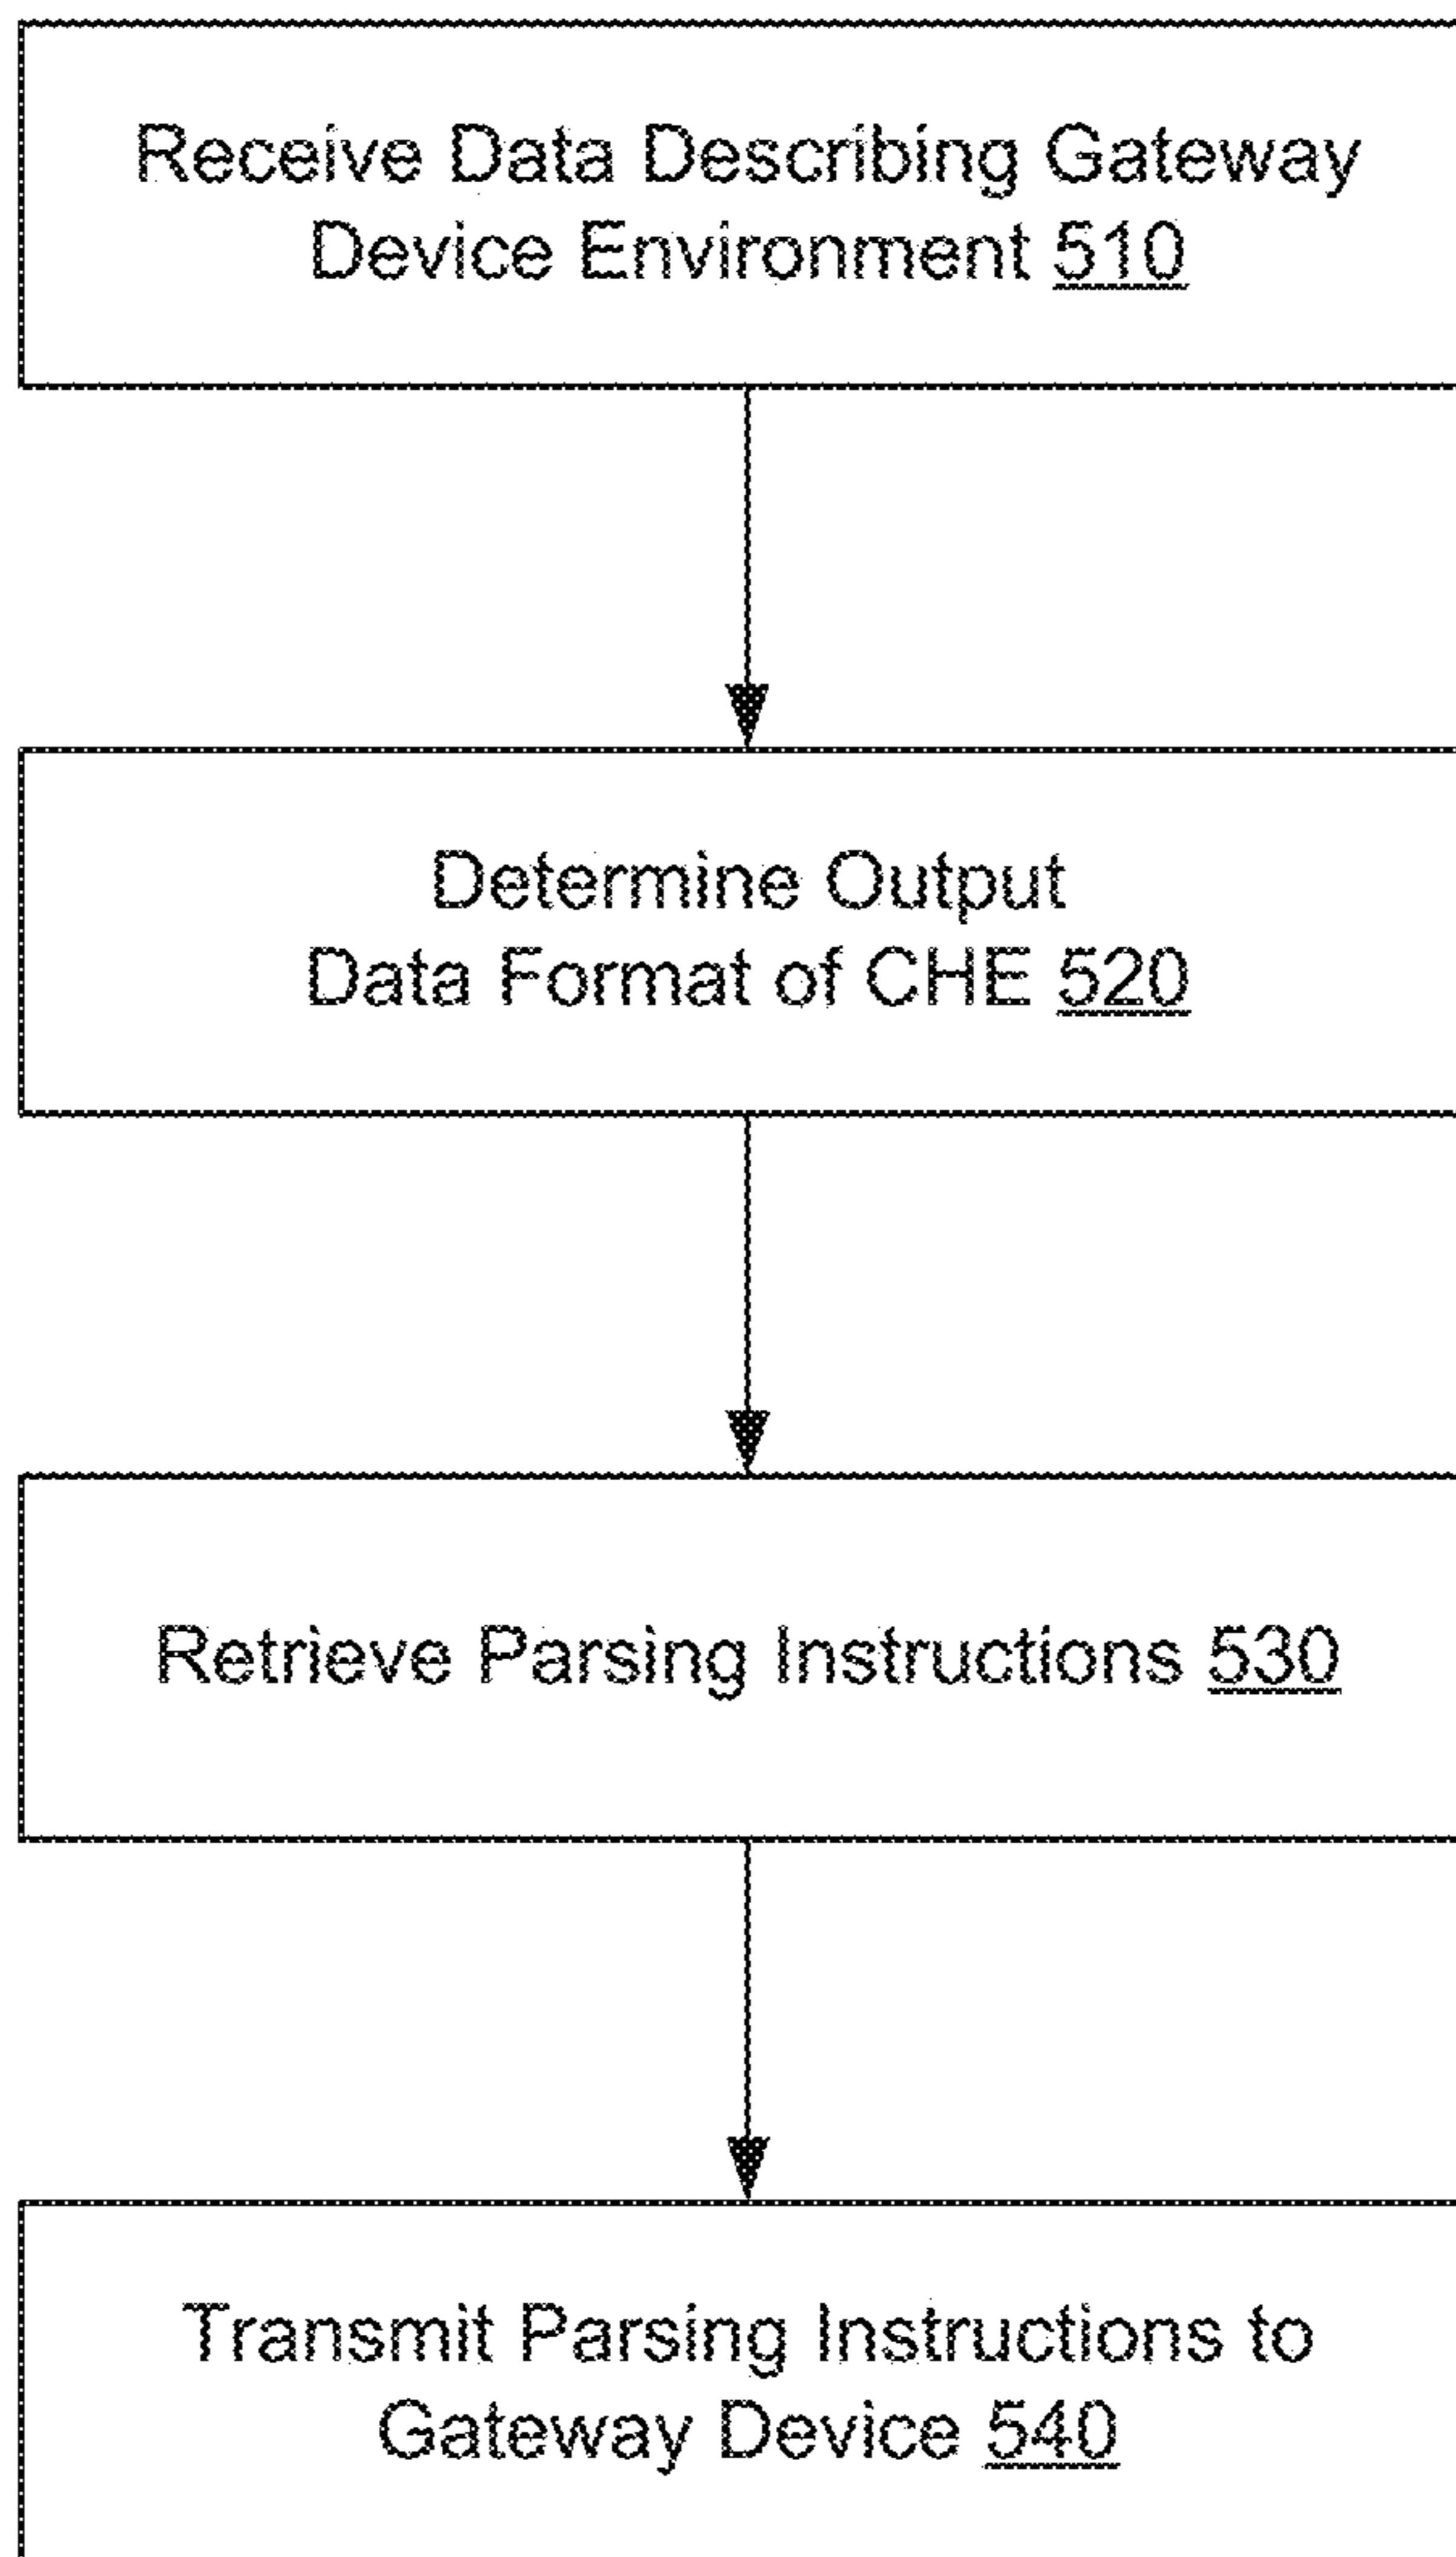 Receive Data Describing Gateway
Device Environment 510
Determine Output
Data Format of CHE 520
Retrieve Parsing Instructions 530
Transmit Parsing Instructions to
Gateway Device 540